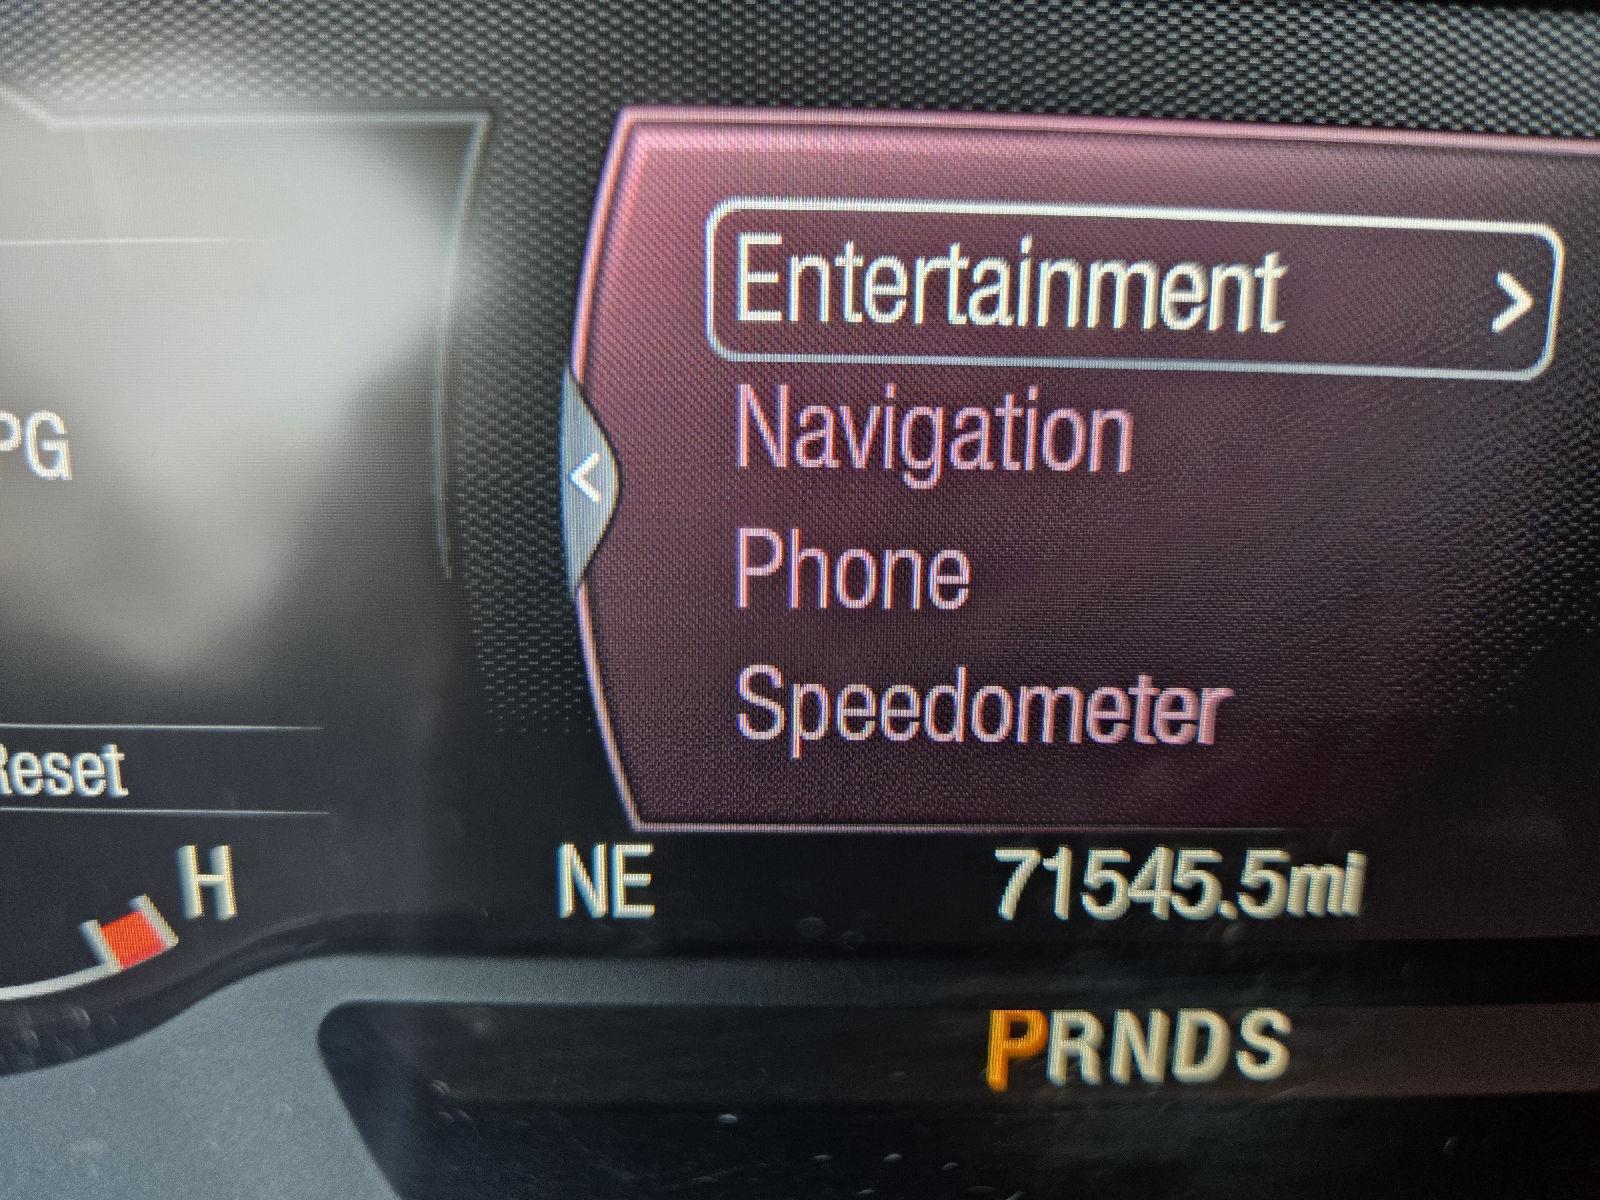 Entertainment >
Navigation
<
PG
Phone
Speedometer
Reset
H
NE 71545.5mi
PRNDS